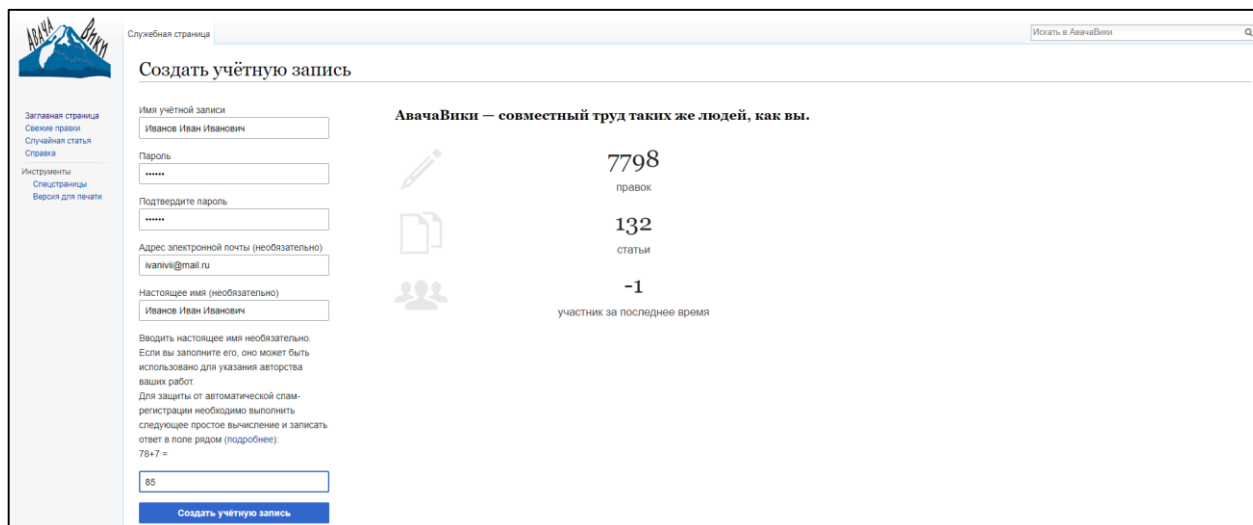 АВАЧА ВИКИ
Служебная страница
Искать в АвачаВики
Создать учётную запись
Заглавная страница
Свежие правки
Случайная статья
Справка
Инструменты
Спецстраницы
Версия для печати
Имя учётной записи
Иванов Иван Иванович
Пароль
••••••
Подтвердите пароль
••••••
Адрес электронной почты (необязательно)
ivanivii@mail.ru
Настоящее имя (необязательно)
Иванов Иван Иванович
Вводить настоящее имя необязательно.
Если вы заполните его, оно может быть
использовано для указания авторства
ваших работ.
Для защиты от автоматической спам-
регистрации необходимо выполнить
следующее простое вычисление и записать
ответ в поле рядом (подробнее):
78+7 =
85
Создать учётную запись
АвачаВики — совместный труд таких же людей, как вы.
7798
правок
132
статьи
-1
участник за последнее время